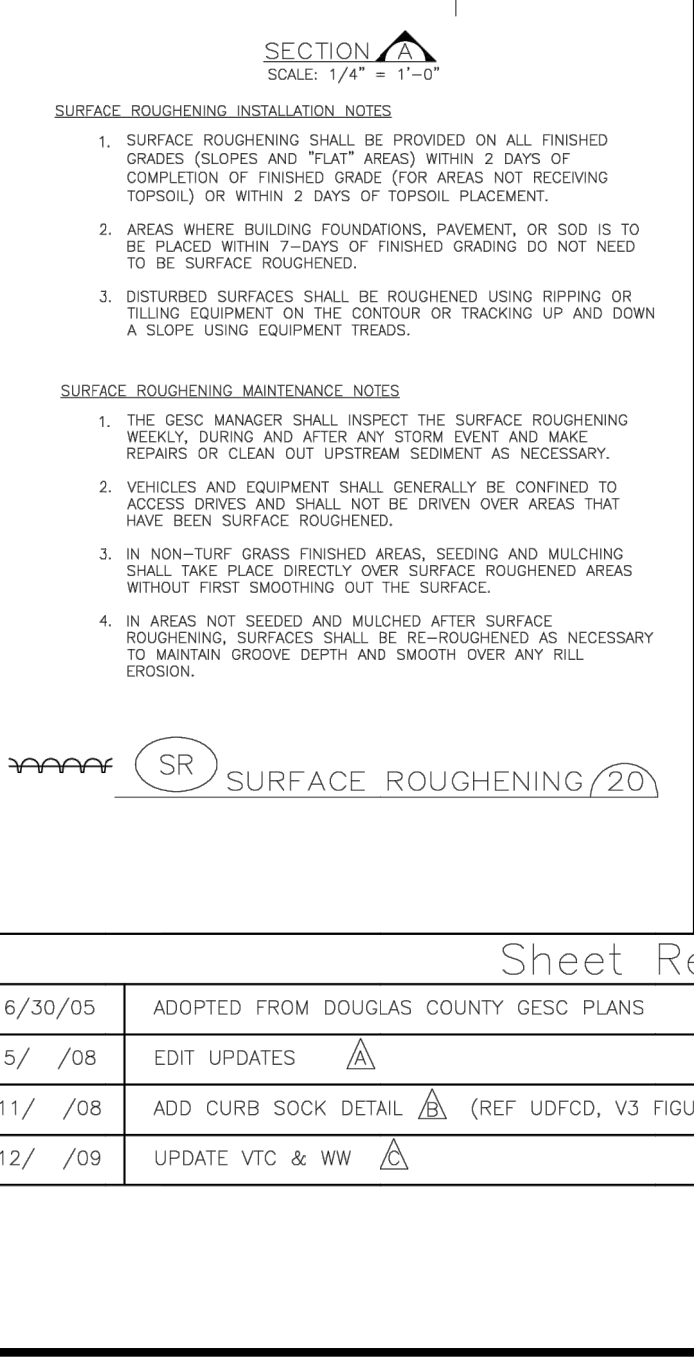 SECTION A
SCALE: 1/4" = 1'-0"
SURFACE ROUGHENING INSTALLATION NOTES
1. SURFACE ROUGHENING SHALL BE PROVIDED ON ALL FINISHED
GRADES (SLOPES AND "FLAT" AREAS) WITHIN 2 DAYS OF
COMPLETION OF FINISHED GRADE (FOR AREAS NOT RECEIVING
TOPSOIL) OR WITHIN 2 DAYS OF TOPSOIL PLACEMENT.
2. AREAS WHERE BUILDING FOUNDATIONS, PAVEMENT, OR SOD IS TO
BE PLACED WITHIN 7-DAYS OF FINISHED GRADING DO NOT NEED
TO BE SURFACE ROUGHENED.
3. DISTURBED SURFACES SHALL BE ROUGHENED USING RIPPING OR
TILLING EQUIPMENT ON THE CONTOUR OR TRACKING UP AND DOWN
A SLOPE USING EQUIPMENT TREADS.
SURFACE ROUGHENING MAINTENANCE NOTES
1. THE GESC MANAGER SHALL INSPECT THE SURFACE ROUGHENING
WEEKLY, DURING AND AFTER ANY STORM EVENT AND MAKE
REPAIRS OR CLEAN OUT UPSTREAM SEDIMENT AS NECESSARY.
2. VEHICLES AND EQUIPMENT SHALL GENERALLY BE CONFINED TO
ACCESS DRIVES AND SHALL NOT BE DRIVEN OVER AREAS THAT
HAVE BEEN SURFACE ROUGHENED.
3. IN NON-TURF GRASS FINISHED AREAS, SEEDING AND MULCHING
SHALL TAKE PLACE DIRECTLY OVER SURFACE ROUGHENED AREAS
WITHOUT FIRST SMOOTHING OUT THE SURFACE.
4. IN AREAS NOT SEEDED AND MULCHED AFTER SURFACE
ROUGHENING, SURFACES SHALL BE RE-ROUGHENED AS NECESSARY
TO MAINTAIN GROOVE DEPTH AND SMOOTH OVER ANY RILL
EROSION.
SR SURFACE ROUGHENING 20
Sheet Re
6/30/05 ADOPTED FROM DOUGLAS COUNTY GESC PLANS
5/ /08 EDIT UPDATES A
11/ /08 ADD CURB SOCK DETAIL B (REF UDFCD, V3 FIGU
12/ /09 UPDATE VTC & WW C